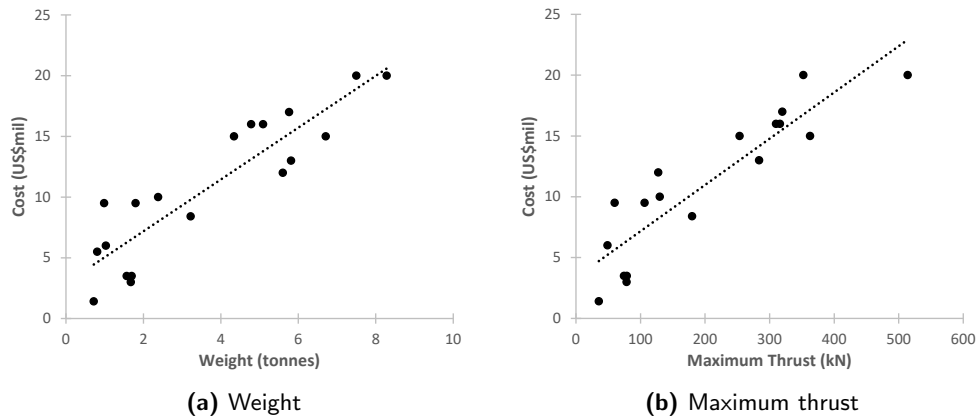 25
20
15
10
5
0
Cost (US$mil)
0 2 4 6 8 10
Weight (tonnes)
(a) Weight
25
20
15
10
5
0
Cost (US$mil)
0 100 200 300 400 500 600
Maximum Thrust (kN)
(b) Maximum thrust